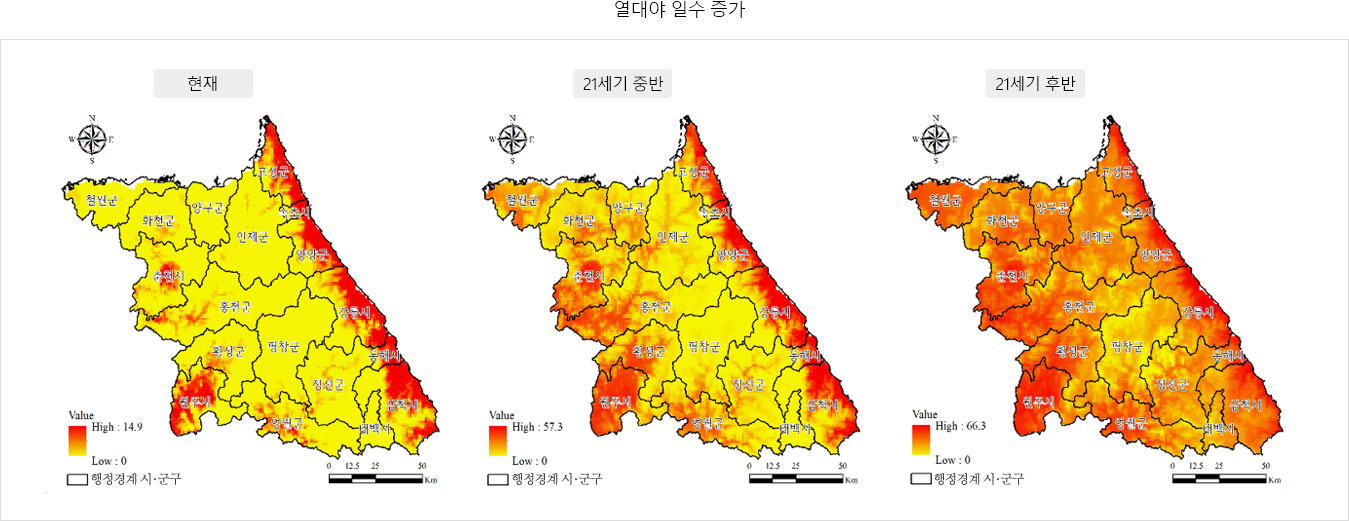 열대야 일수 증가
현재
N
W E
S
고성군
철원군
양구군
속초시
화천군
인제군
양양군
춘천시
홍천군
강릉시
횡성군
평창군
동해시
정선군
원주시
삼척시
영월군
태백시
Value
High : 14.9
Low : 0
행정경계 시·군구
0 12.5 25 50
Km
21세기 중반
N
W E
S
고성군
철원군
양구군
속초시
화천군
인제군
양양군
춘천시
홍천군
강릉시
횡성군
평창군
동해시
정선군
원주시
삼척시
영월군
태백시
Value
High : 57.3
Low : 0
행정경계 시·군구
0 12.5 25 50
Km
21세기 후반
N
W E
S
고성군
철원군
양구군
속초시
화천군
인제군
양양군
춘천시
홍천군
강릉시
횡성군
평창군
동해시
정선군
원주시
삼척시
영월군
태백시
Value
High : 66.3
Low : 0
행정경계 시·군구
0 12.5 25 50
Km